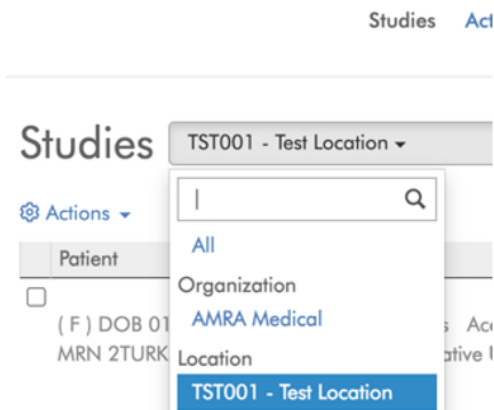 Studies
Studies TST001 - Test Location
Actions
All
Patient
Organization
AMRA Medical
( F ) DOB 01
MRN 2TURK
Location
TST001 - Test Location